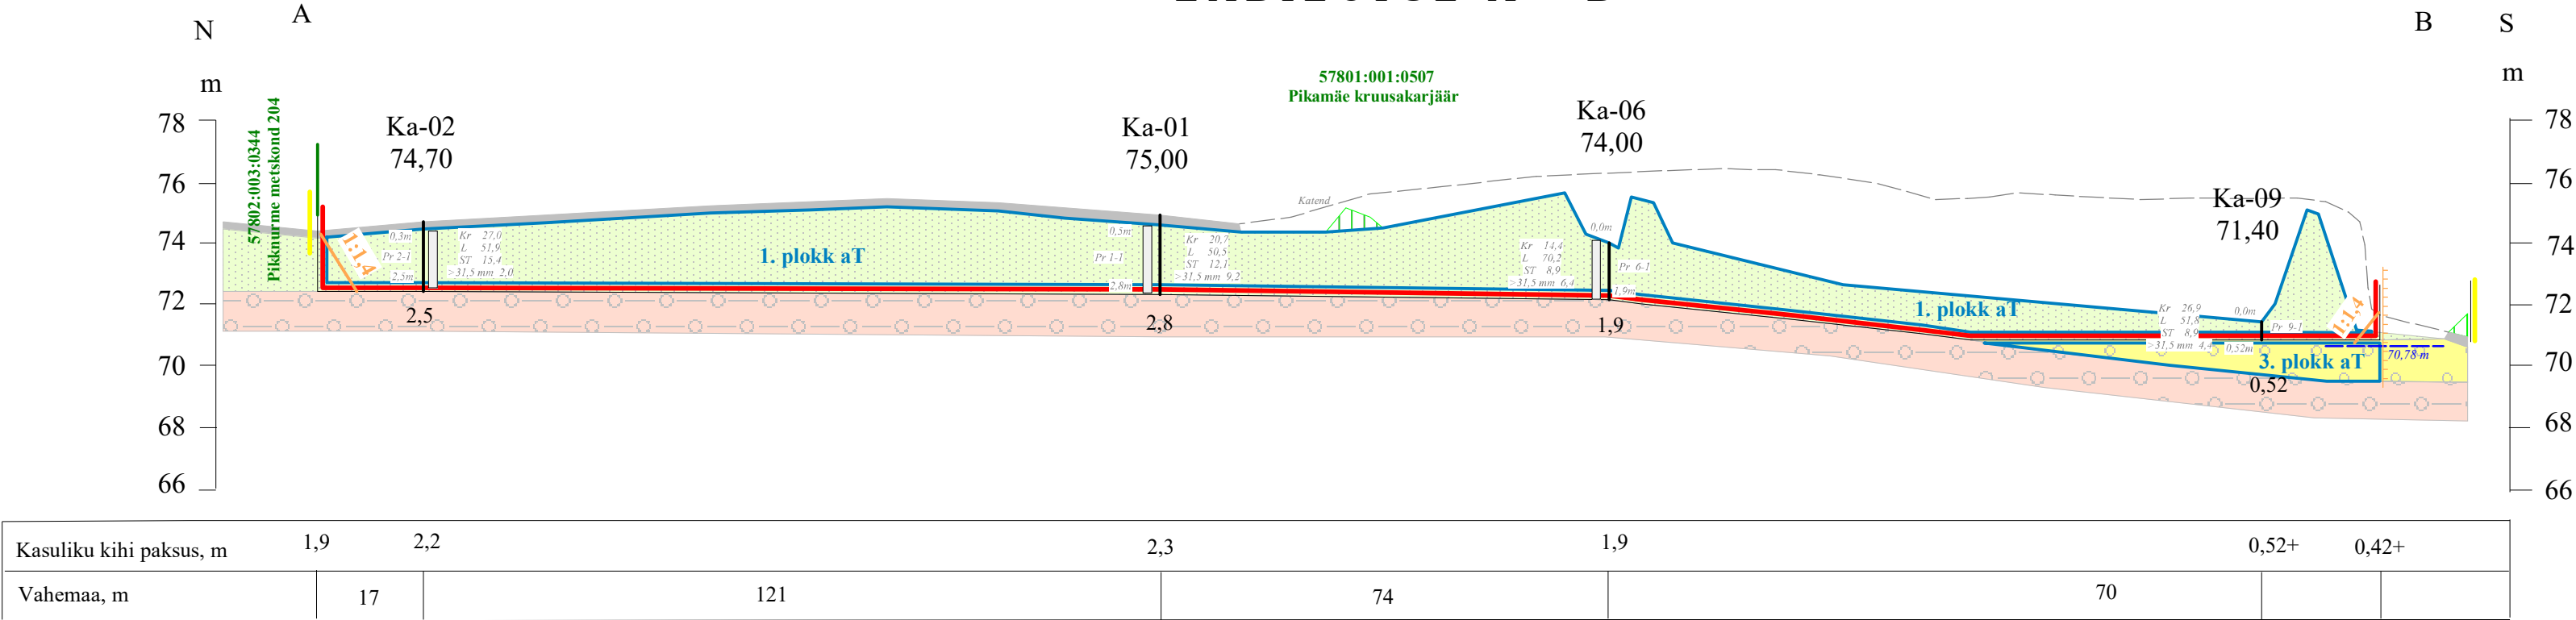 A
B
N
S
m
m
57801:001:0507
Pikamäe kruusakarjäär
57802:003:0344
Pikknurme metskond 204
Ka-02
74,70
Ka-01
75,00
Ka-06
74,00
Ka-09
71,40
78
76
74
72
70
68
66
78
76
74
72
70
68
66
Katend
1:1,4
0,3m
Pr 2-1
2,5m
Kr 27,0
L 51,9
ST 15,4
>31,5 mm 2,0
1. plokk aT
0,5m
Pr 1-1
2,8m
Kr 20,7
L 50,5
ST 12,1
>31,5 mm 9,2
Kr 14,4
L 70,2
ST 8,9
>31,5 mm 6,4
0,0m
Pr 6-1
1,9m
1. plokk aT
Kr 26,9
L 51,8
ST 8,9
>31,5 mm 4,4
0,0m
Pr 9-1
0,52m
1:1,4
70,78 m
3. plokk aT
2,5
2,8
1,9
0,52
Kasuliku kihi paksus, m
1,9
2,2
2,3
1,9
0,52+
0,42+
Vahemaa, m
17
121
74
70